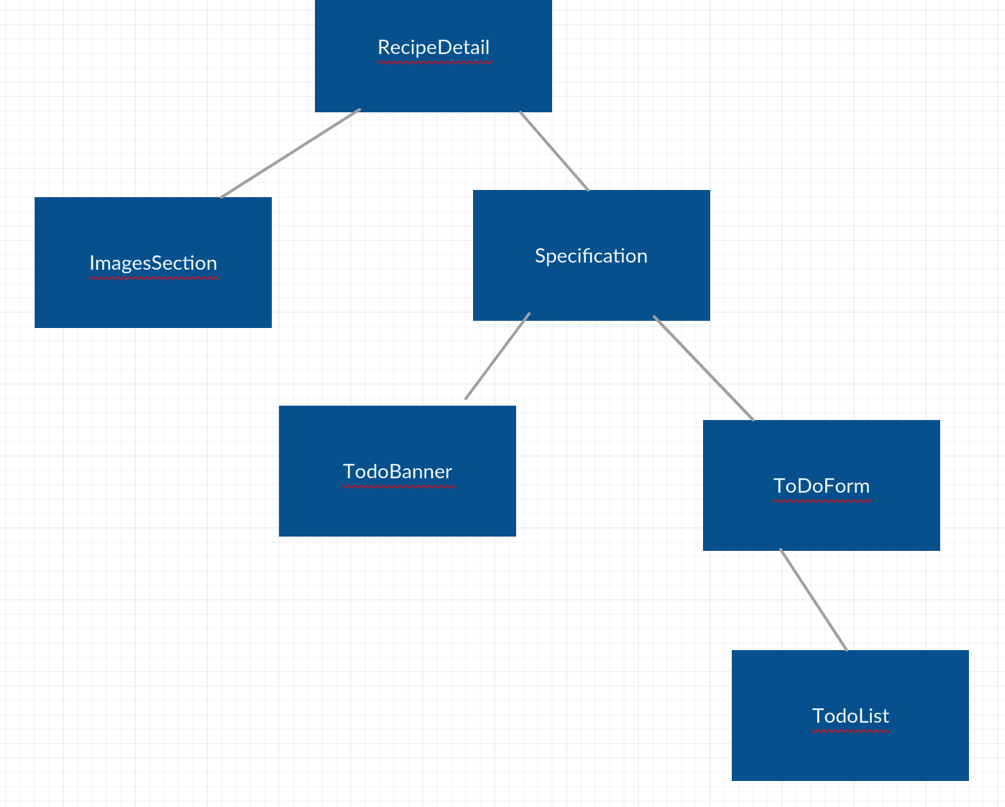 RecipeDetail
ImagesSection
Specification
TodoBanner
ToDoForm
TodoList